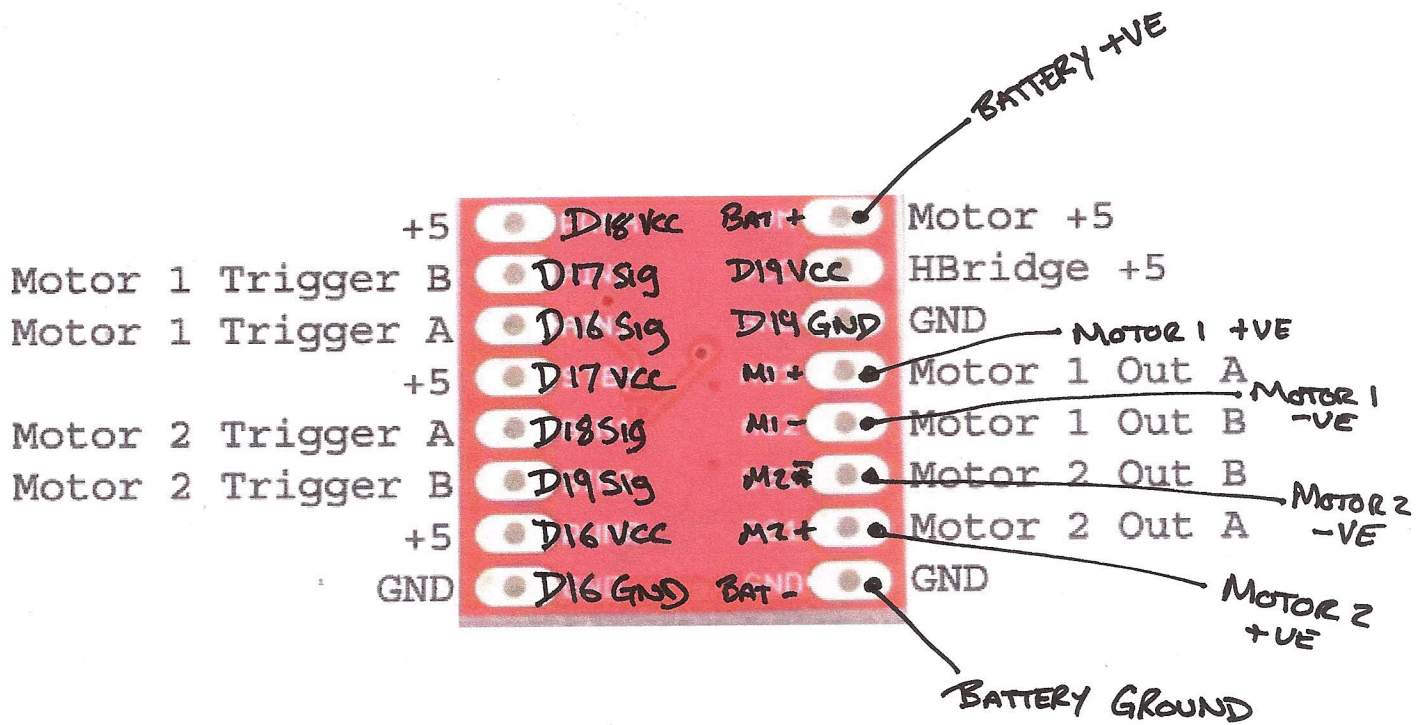 BATTERY +VE
+5 D18 VCC BAT + Motor +5
Motor 1 Trigger B D17 Sig D19 VCC HBridge +5
Motor 1 Trigger A D16 Sig D19 GND GND
MOTOR 1 +VE
+5 D17 VCC M1 + Motor 1 Out A
MOTOR 1
-VE
Motor 2 Trigger A D18 Sig M1 - Motor 1 Out B
Motor 2 Trigger B D19 Sig M2 - Motor 2 Out B
MOTOR 2
-VE
+5 D16 VCC M2+ Motor 2 Out A
GND D16 GND BAT - GND
MOTOR 2
+VE
BATTERY GROUND